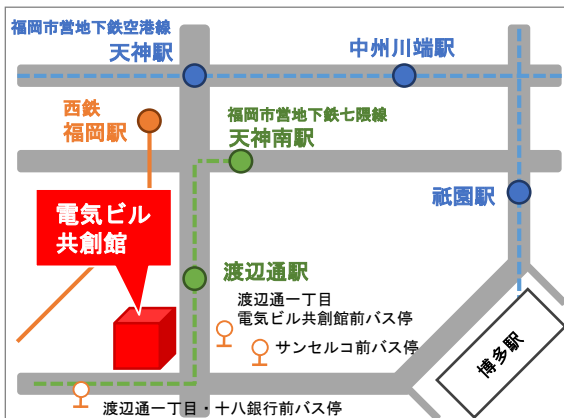 福岡市営地下鉄空港線
天神駅
中州川端駅
西鉄
福岡駅
福岡市営地下鉄七隈線
天神南駅
祇園駅
電気ビル
共創館
渡辺通駅
渡辺通一丁目
電気ビル共創館前バス停
サンセルコ前バス停
博多駅
渡辺通一丁目・十八銀行前バス停